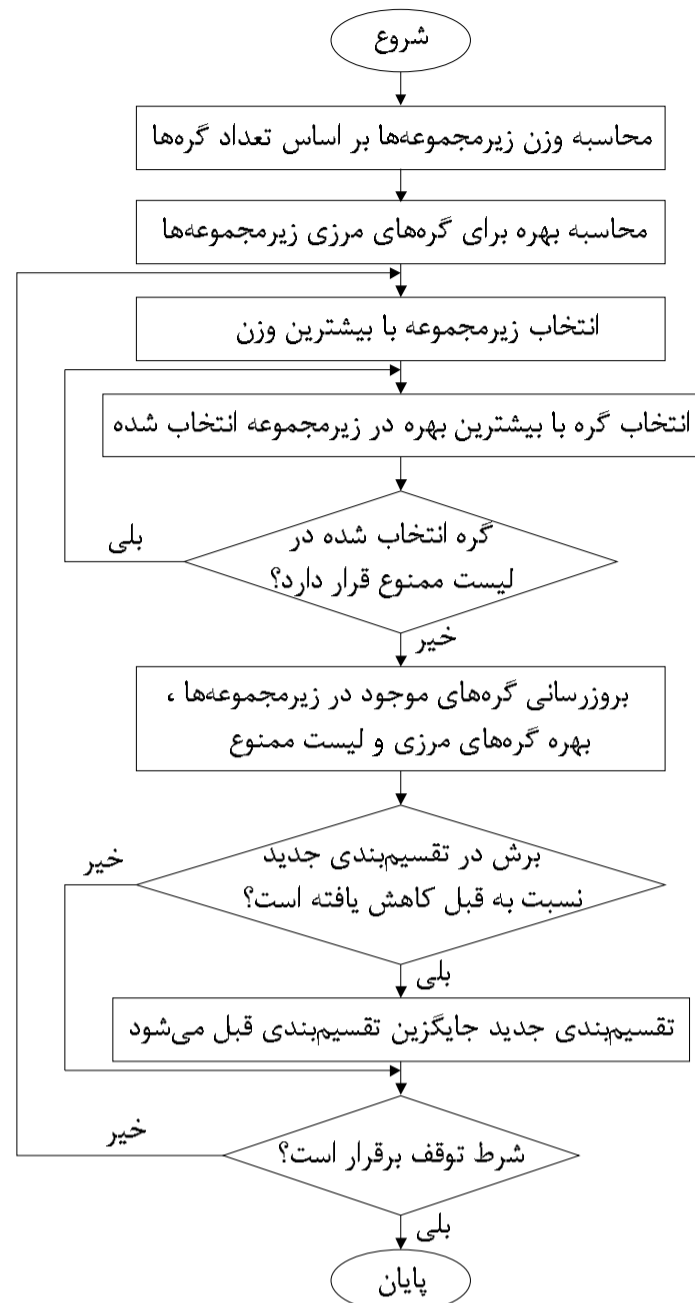 شروع
محاسبه وزن زیرمجموعه‌ها بر اساس تعداد گره‌ها
محاسبه بهره برای گره‌های مرزی زیرمجموعه‌ها
انتخاب زیرمجموعه با بیشترین وزن
انتخاب گره با بیشترین بهره در زیرمجموعه انتخاب شده
گره انتخاب شده در
لیست ممنوع قرار دارد؟
بلی
خیر
بروزرسانی گره‌های موجود در زیرمجموعه‌ها ،
بهره گره‌های مرزی و لیست ممنوع
برش در تقسیم‌بندی جدید
نسبت به قبل کاهش یافته است؟
خیر
بلی
تقسیم‌بندی جدید جایگزین تقسیم‌بندی قبل می‌شود
شرط توقف برقرار است؟
خیر
بلی
پایان